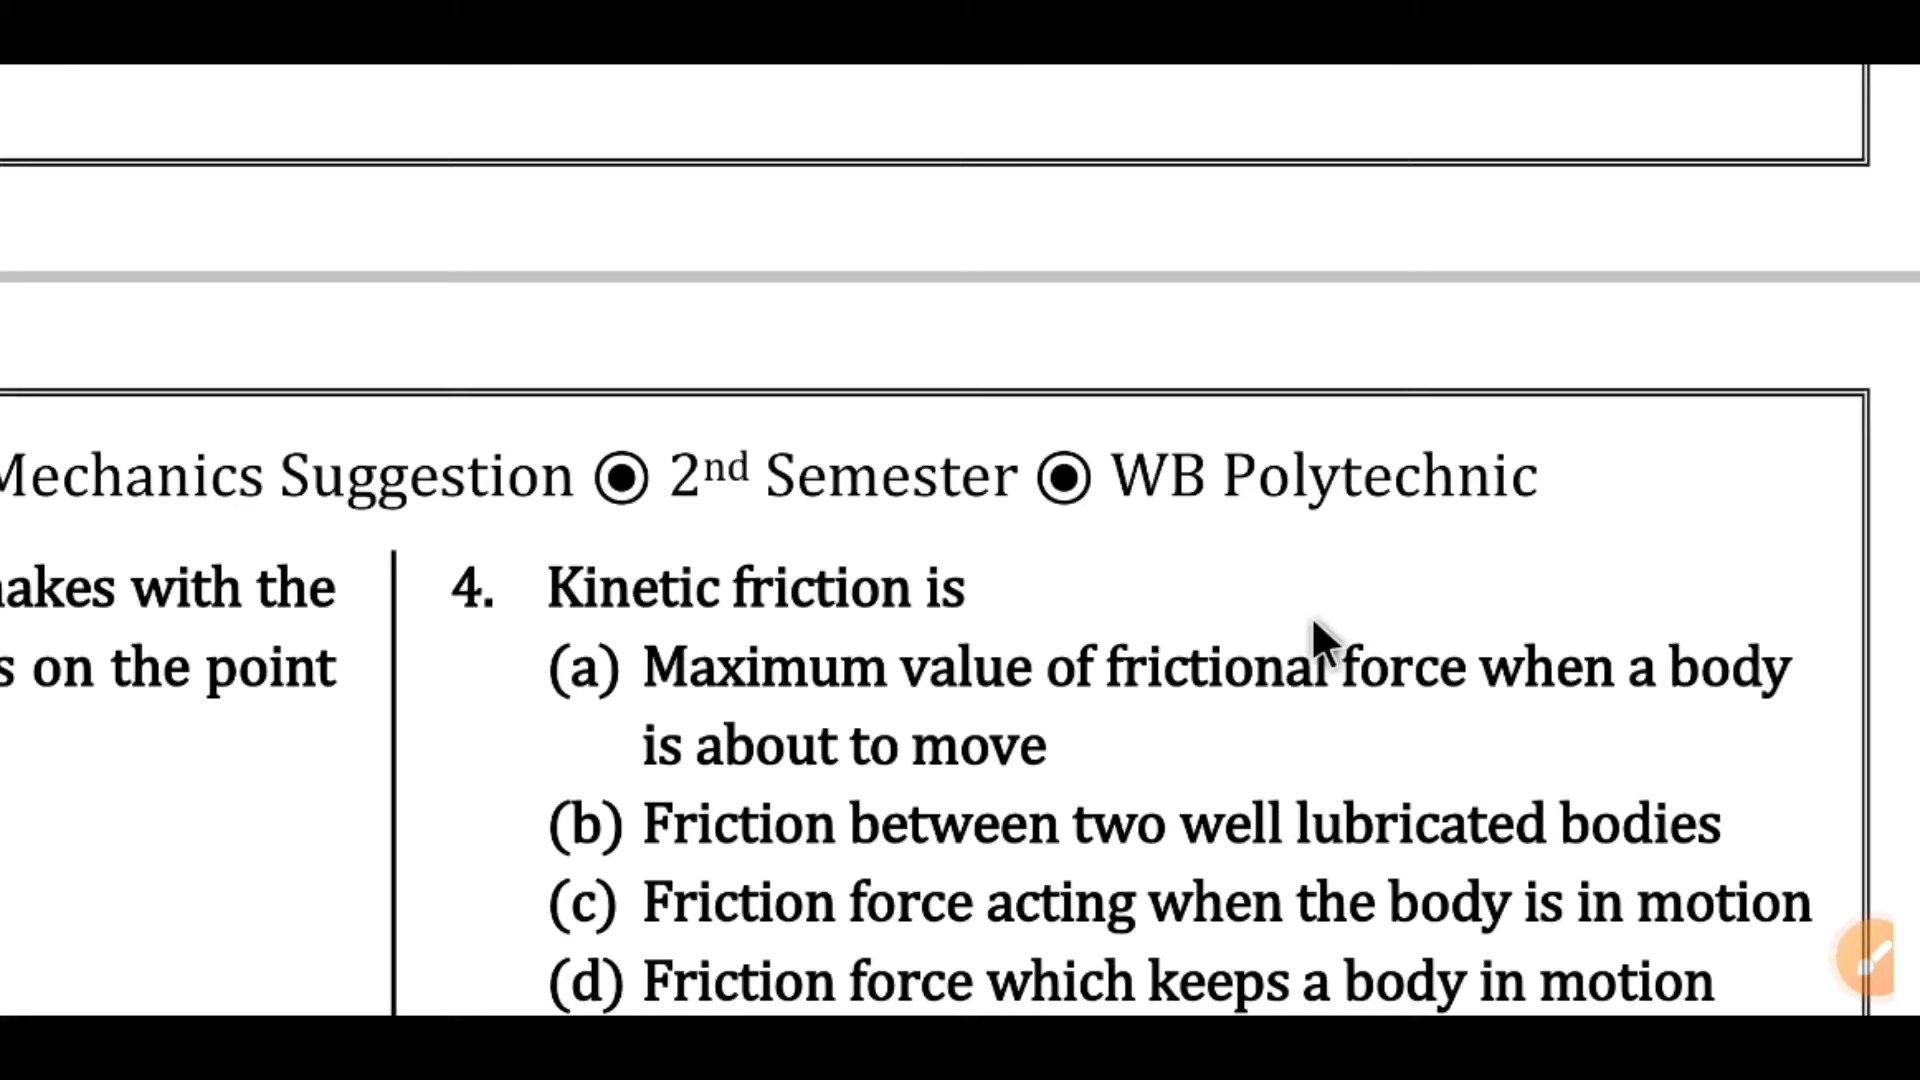 Mechanics Suggestion ◉ 2nd Semester ◉ WB Polytechnic
with the
on the point
4. Kinetic friction is
(a) Maximum value of frictional force when a body
is about to move
(b) Friction between two well lubricated bodies
(c) Friction force acting when the body is in motion
(d) Friction force which keeps a body in motion